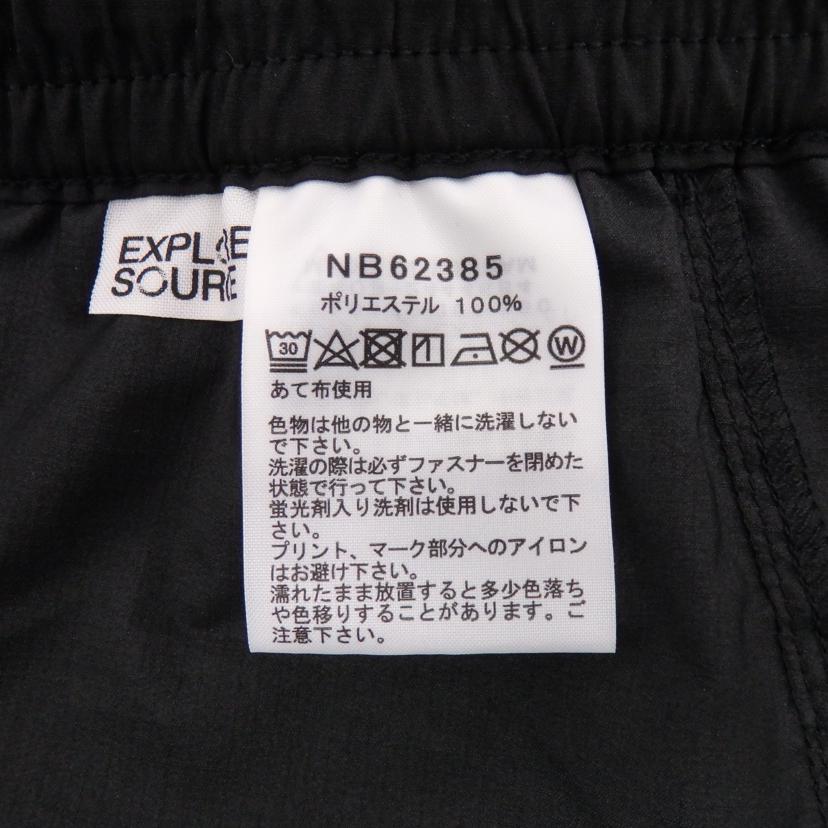 EXPLORE
SOURCE
NB62385
ポリエステル 100%
30
W
あて布使用
色物は他の物と一緒に洗濯しない
で下さい。
洗濯の際は必ずファスナーを閉めた
状態で行って下さい。
蛍光剤入り洗剤は使用しないで下
さい。
プリント、マーク部分へのアイロン
はお避け下さい。
濡れたまま放置すると多少色落ち
や色移りすることがあります。ご
注意下さい。